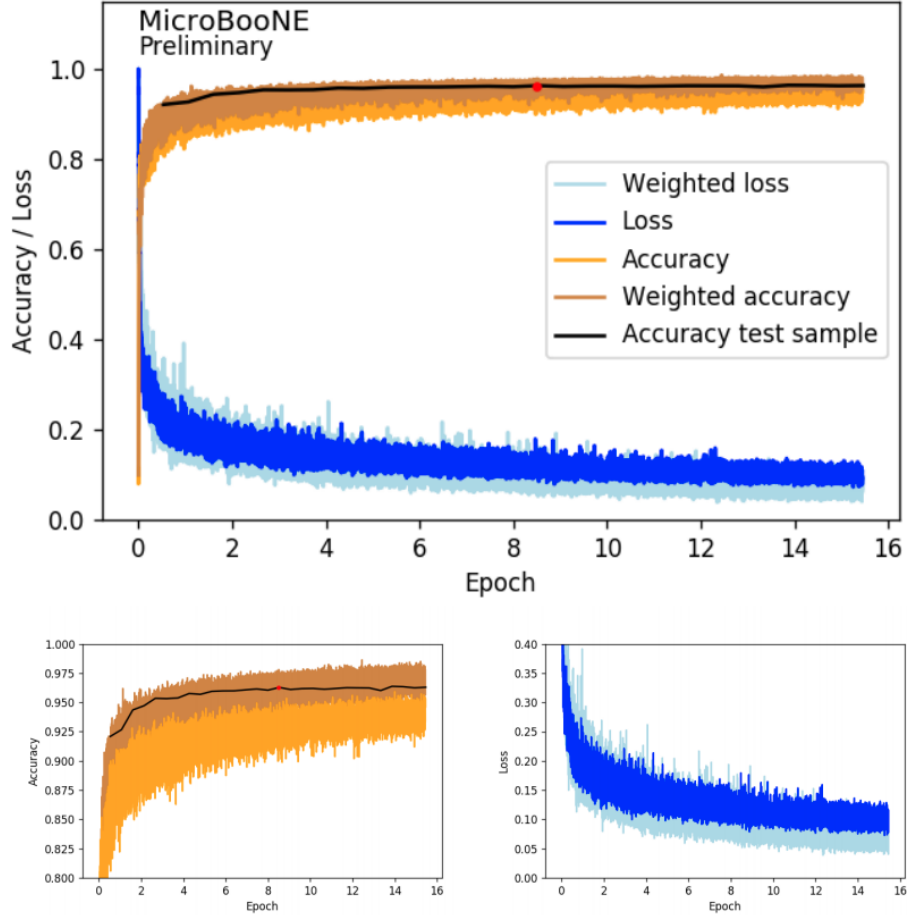 MicroBooNE
Preliminary
1.0
0.8
0.6
0.4
0.2
0.0
Accuracy / Loss
Weighted loss
Loss
Accuracy
Weighted accuracy
Accuracy test sample
0 2 4 6 8 10 12 14 16
Epoch
1.000
0.975
0.950
0.925
0.900
0.875
0.850
0.825
0.800
Accuracy
0 2 4 6 8 10 12 14 16
Epoch
0.40
0.35
0.30
0.25
0.20
0.15
0.10
0.05
0.00
Loss
0 2 4 6 8 10 12 14 16
Epoch